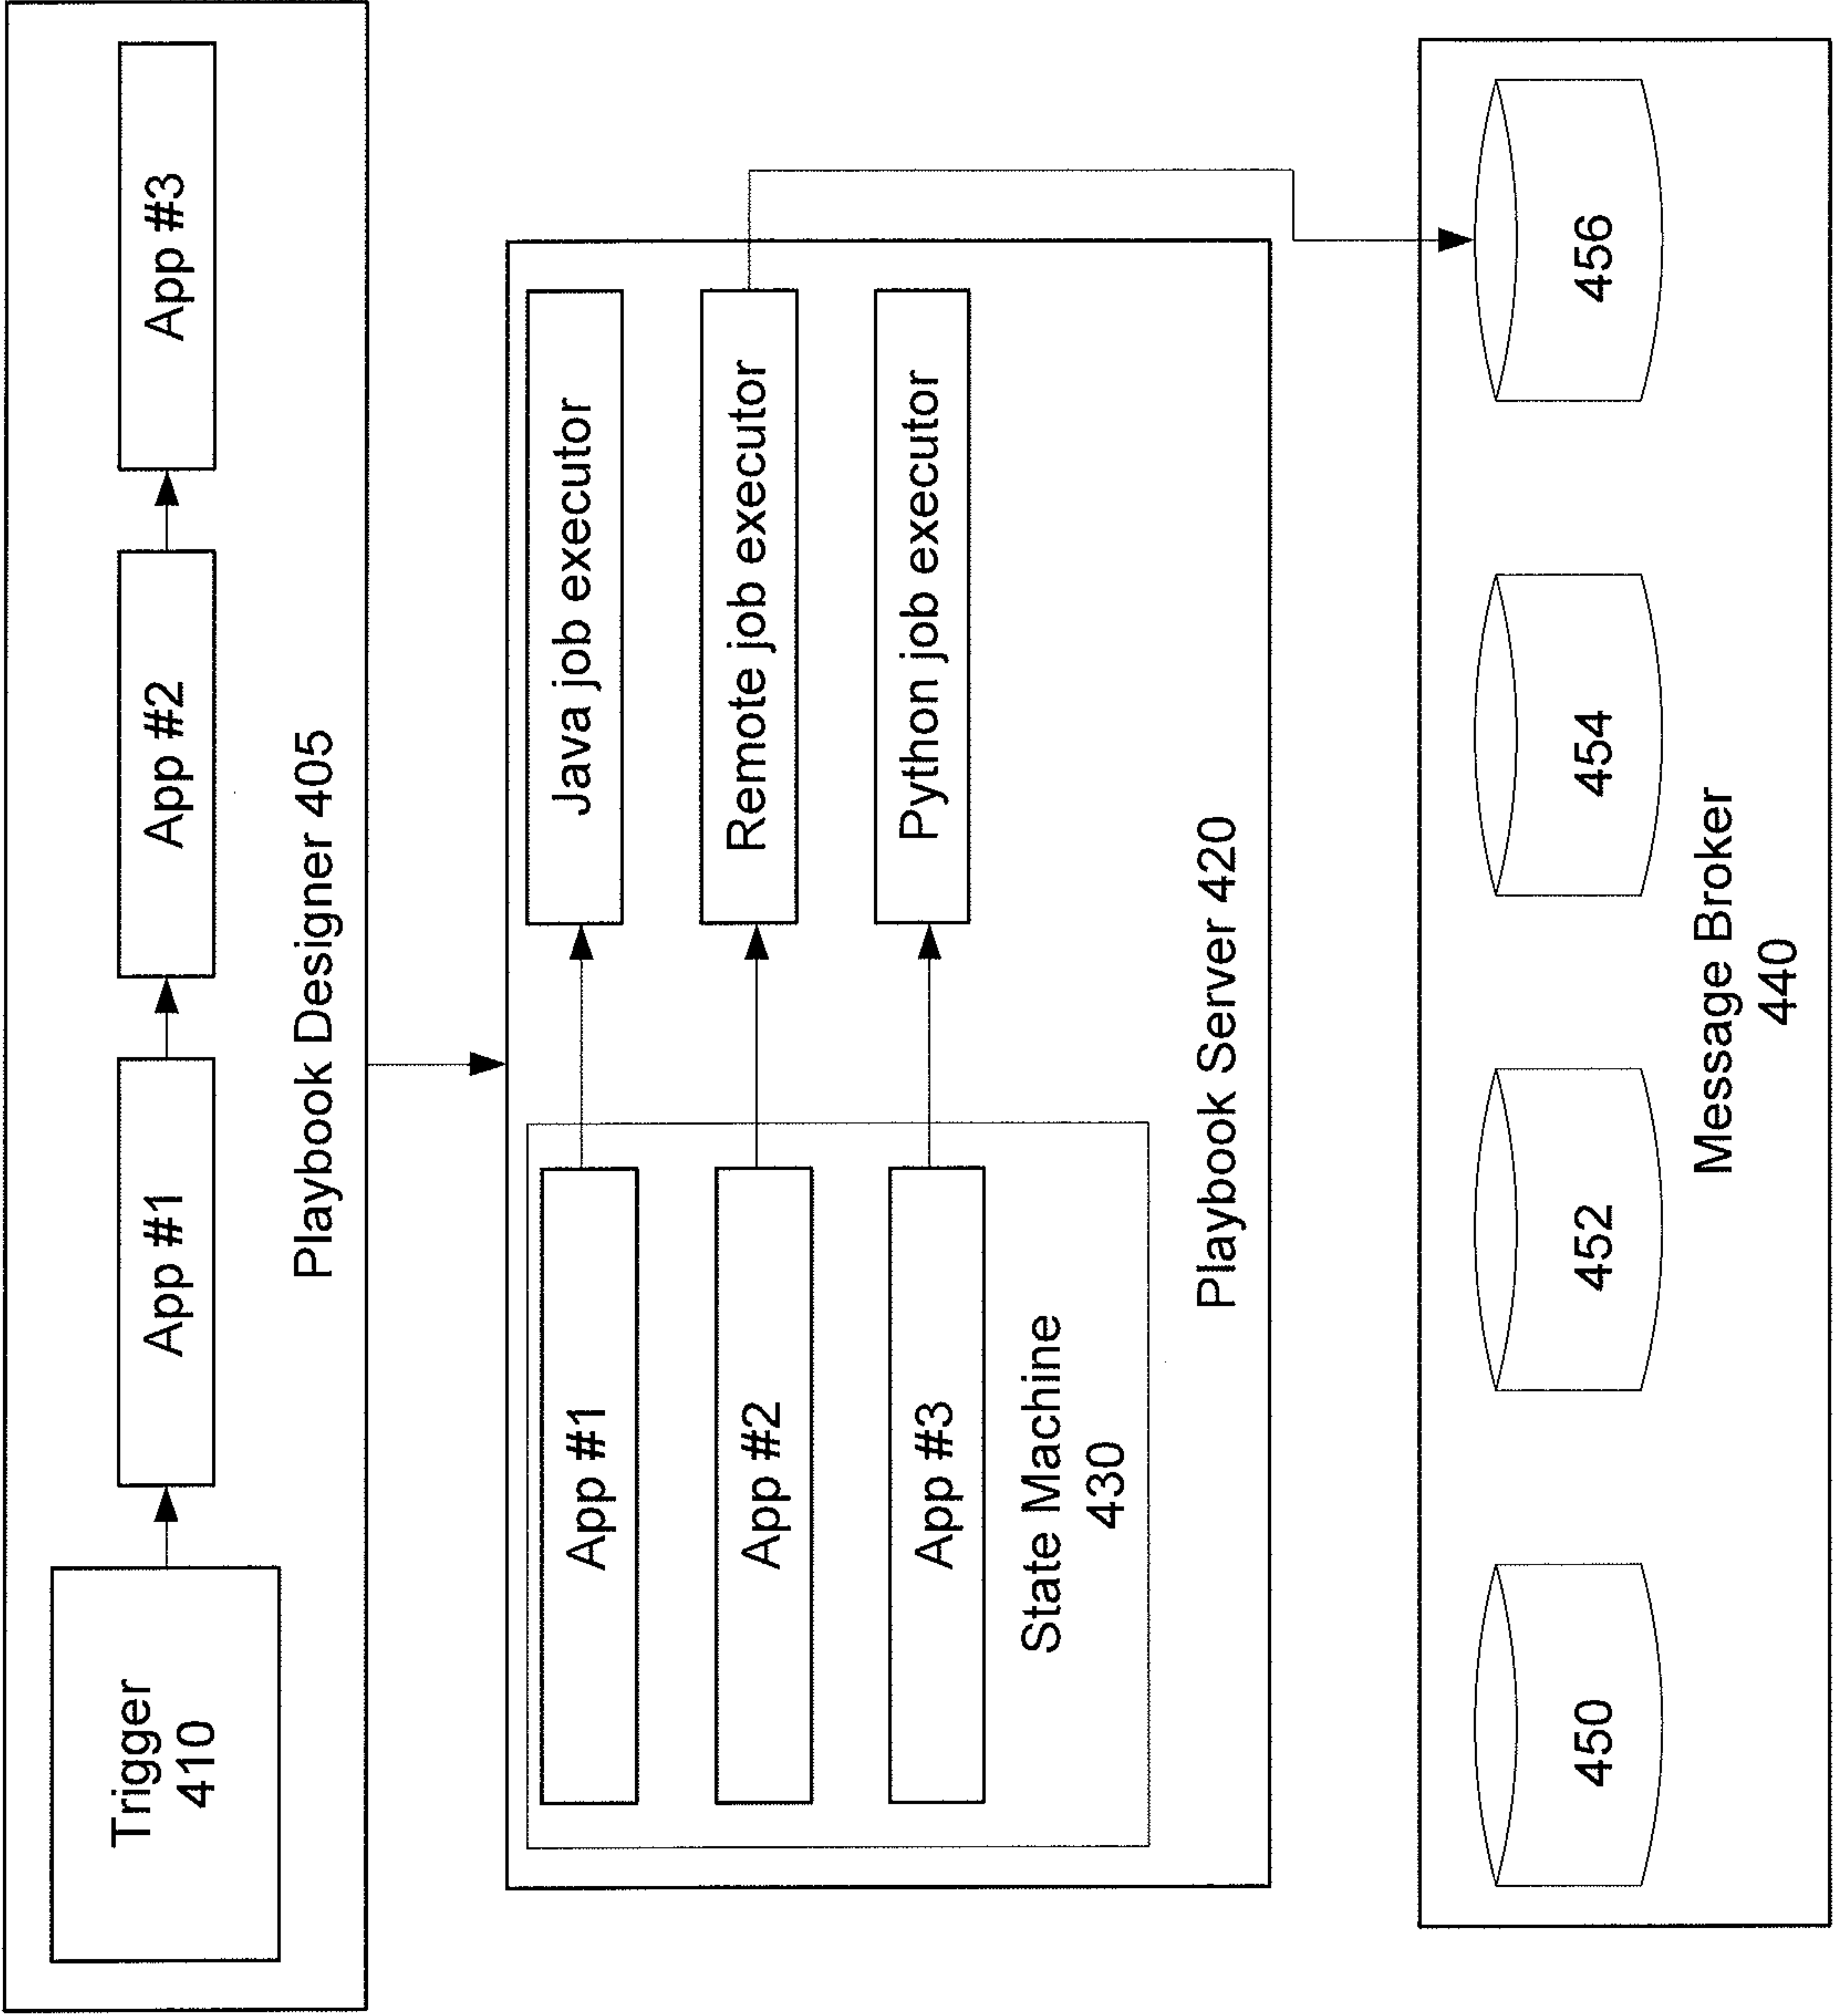 Trigger
410
App #1
App #2
App #3
Playbook Designer 405
App #1
Java job executor
App #2
Remote job executor
App #3
Python job executor
State Machine
430
Playbook Server 420
450
452
454
456
Message Broker
440